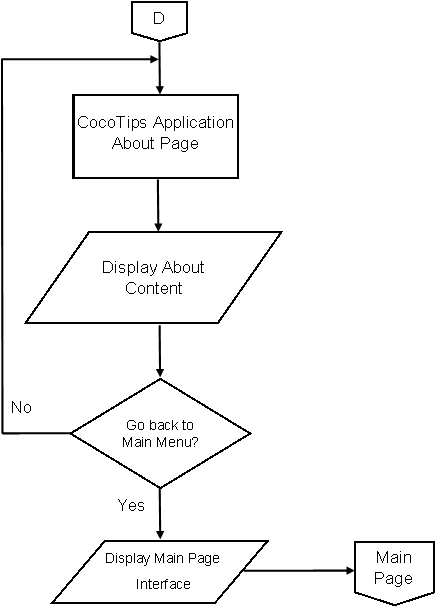 D
CocoTips Application
About Page
Display About
Content
No
Go back to
Main Menu?
Yes
Display Main Page
Interface
Main
Page